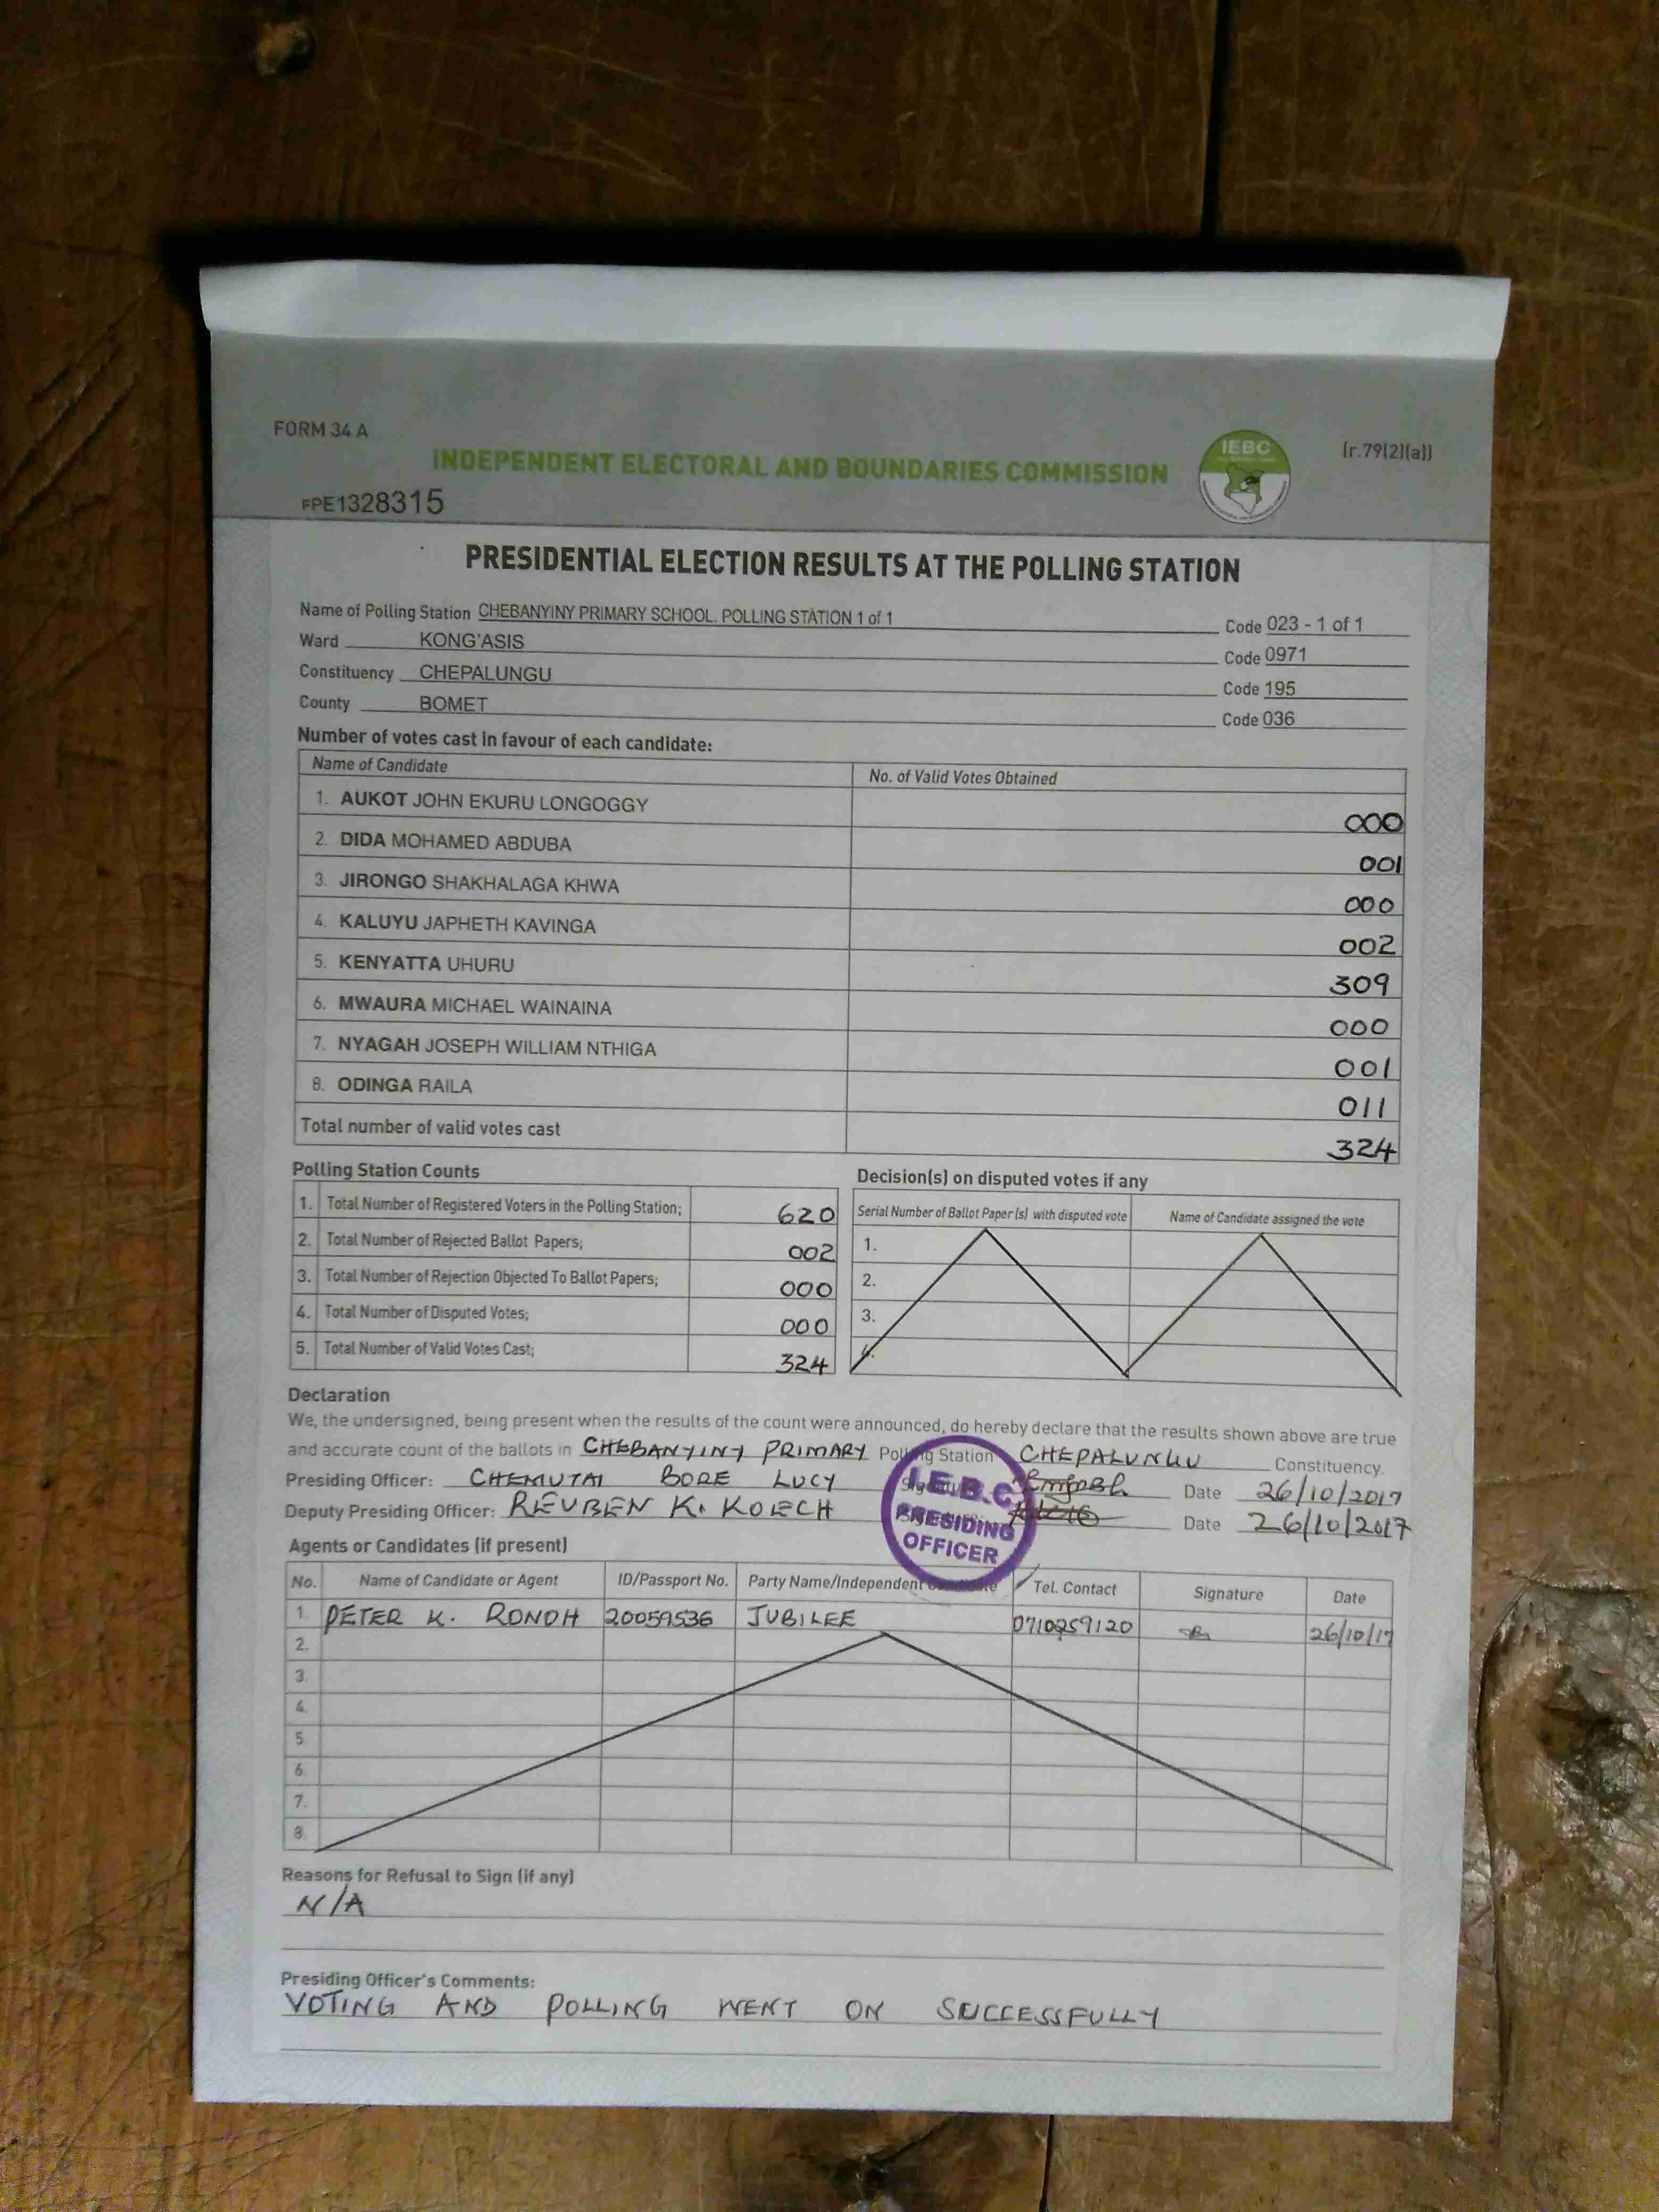 FORM 34 A
(r.79(2)(a))
IEBC
INDEPENDENT ELECTORAL AND BOUNDARIES COMMISSION
FPE1328315
PRESIDENTIAL ELECTION RESULTS AT THE POLLING STATION
Name of Polling Station CHEBANYINY PRIMARY SCHOOL. POLLING STATION 1 of 1 Code 023 - 1 of 1
Ward KONG'ASIS Code 0971
Constituency CHEPALUNGU Code 195
County BOMET Code 036
Number of votes cast in favour of each candidate:
Name of Candidate No. of Valid Votes Obtained
1. AUKOT JOHN EKURU LONGOGGY 000
2. DIDA MOHAMED ABDUBA 001
3. JIRONGO SHAKHALAGA KHWA 000
4. KALUYU JAPHETH KAVINGA 002
5. KENYATTA UHURU 309
6. MWAURA MICHAEL WAINAINA 000
7. NYAGAH JOSEPH WILLIAM NTHIGA 001
8. ODINGA RAILA 011
Total number of valid votes cast 324
Polling Station Counts
1. Total Number of Registered Voters in the Polling Station; 620
2. Total Number of Rejected Ballot Papers; 002
3. Total Number of Rejection Objected To Ballot Papers; 000
4. Total Number of Disputed Votes; 000
5. Total Number of Valid Votes Cast; 324
Decision(s) on disputed votes if any
Serial Number of Ballot Paper (s) with disputed vote Name of Candidate assigned the vote
1.
2.
3.
4.
Declaration
We, the undersigned, being present when the results of the count were announced, do hereby declare that the results shown above are true
and accurate count of the ballots in CHEBANYINY PRIMARY Polling Station CHEPALUNGU Constituency.
Presiding Officer: CHEMUTAI BORE LUCY Date 26/10/2017
Deputy Presiding Officer: REUBEN K. KOECH Date 26/10/2017
I.E.B.C
PRESIDING
OFFICER
Agents or Candidates (if present)
No. Name of Candidate or Agent ID/Passport No. Party Name/Independent Candidate Tel. Contact Signature Date
1. PETER K. RONOH 20059536 JUBILEE 0710259120 26/10/17
2.
3.
4.
5.
6.
7.
8.
Reasons for Refusal to Sign (if any)
N/A
Presiding Officer's Comments:
VOTING AND POLLING WENT ON SUCCESSFULLY